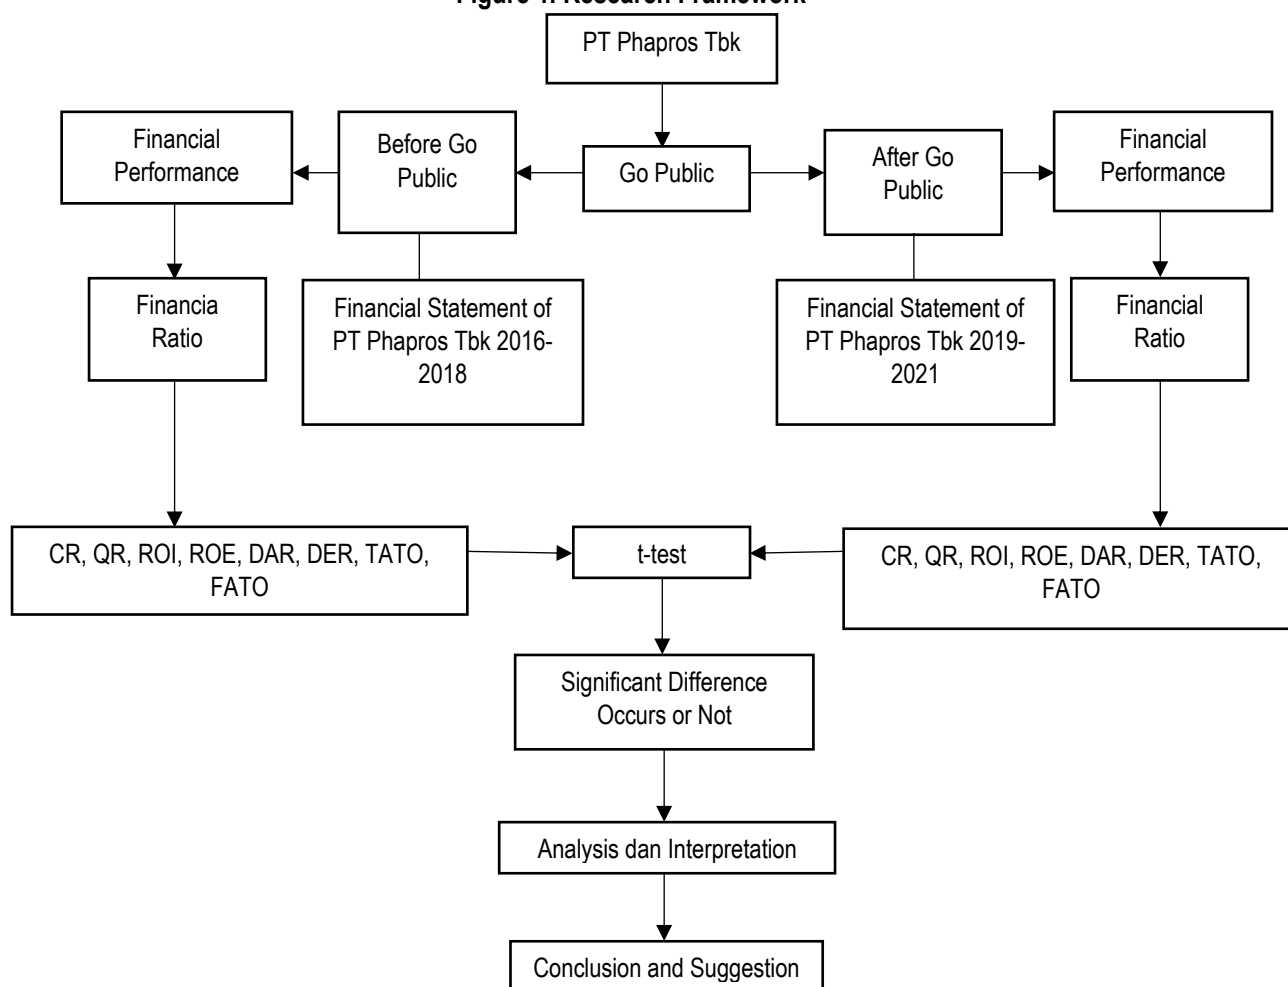 Figure 1. Research Framework
PT Phapros Tbk
Financial
Performance
Before Go
Public
Go Public
After Go
Public
Financial
Performance
Financia
Ratio
Financial Statement of
PT Phapros Tbk 2016-
2018
Financial Statement of
PT Phapros Tbk 2019-
2021
Financial
Ratio
CR, QR, ROI, ROE, DAR, DER, TATO,
FATO
t-test
CR, QR, ROI, ROE, DAR, DER, TATO,
FATO
Significant Difference
Occurs or Not
Analysis dan Interpretation
Conclusion and Suggestion